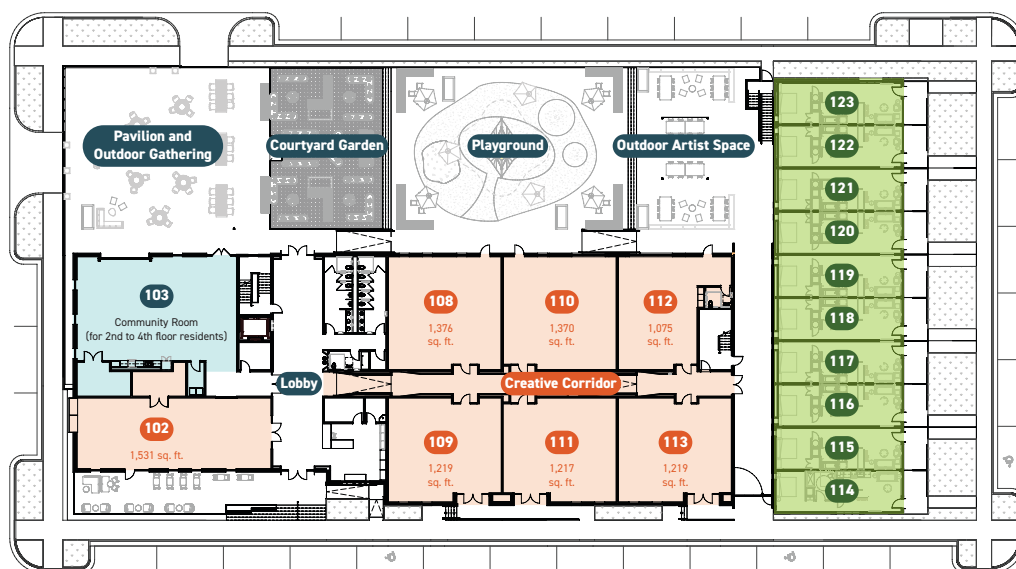 Pavilion and
Outdoor Gathering
Courtyard Garden
Playground
Outdoor Artist Space
123
122
121
120
119
118
117
116
115
114
103
Community Room
(for 2nd to 4th floor residents)
108
1,376
sq. ft.
110
1,370
sq. ft.
112
1,075
sq. ft.
Lobby
Creative Corridor
102
1,531 sq. ft.
109
1,219
sq. ft.
111
1,217
sq. ft.
113
1,219
sq. ft.